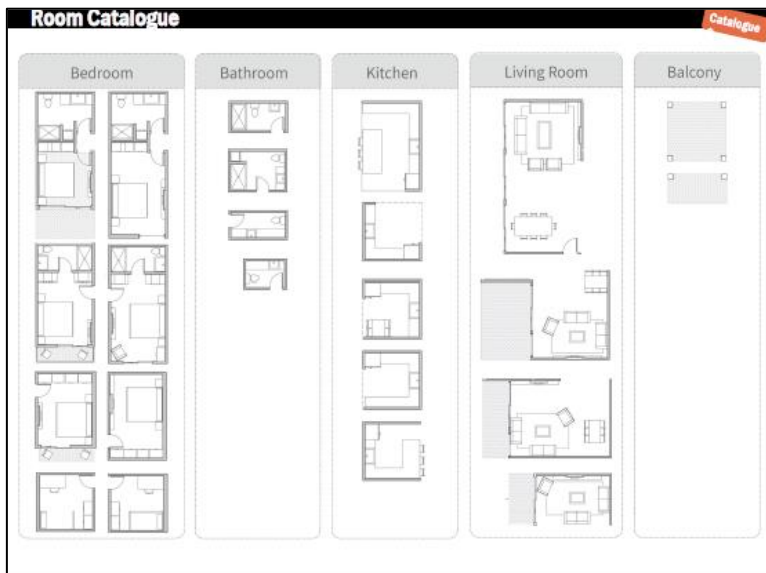 Room Catalogue
Catalogue
Bedroom
Bathroom
Kitchen
Living Room
Balcony